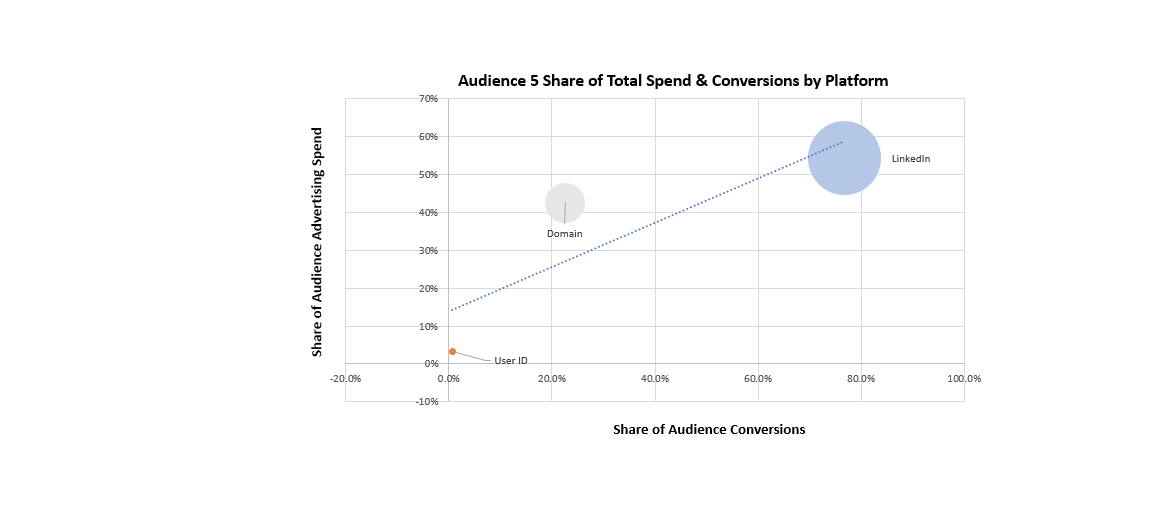 Audience 5 Share of Total Spend & Conversions by Platform
Share of Audience Advertising Spend
70%
60%
50%
40%
30%
20%
10%
0%
-10%
LinkedIn
Domain
User ID
-20.0%
0.0%
20.0%
40.0%
60.0%
80.0%
100.0%
Share of Audience Conversions